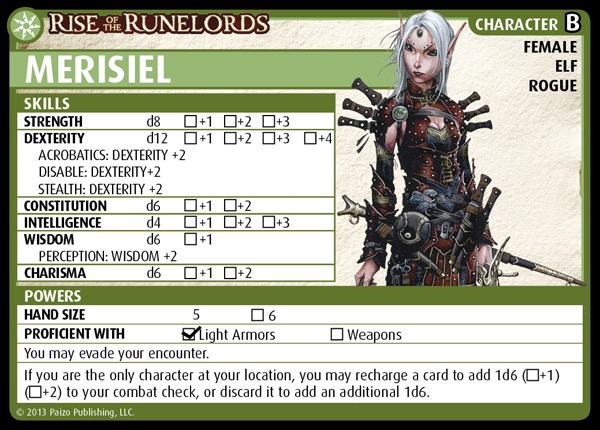 RISE OF THE RUNELORDS
CHARACTER B
FEMALE
ELF
ROGUE
MERISIEL
SKILLS
STRENGTH d8 ☐ +1 ☐ +2 ☐ +3
DEXTERITY d12 ☐ +1 ☐ +2 ☐ +3 ☐ +4
ACROBATICS: DEXTERITY +2
DISABLE: DEXTERITY+2
STEALTH: DEXTERITY +2
CONSTITUTION d6 ☐ +1 ☐ +2
INTELLIGENCE d4 ☐ +1 ☐ +2 ☐ +3
WISDOM d6 ☐ +1
PERCEPTION: WISDOM +2
CHARISMA d6 ☐ +1 ☐ +2
POWERS
HAND SIZE 5 ☐ 6
PROFICIENT WITH ☑ Light Armors ☐ Weapons
You may evade your encounter.
If you are the only character at your location, you may recharge a card to add 1d6 (☐+1)
(☐+2) to your combat check, or discard it to add an additional 1d6.
© 2013 Paizo Publishing, LLC.